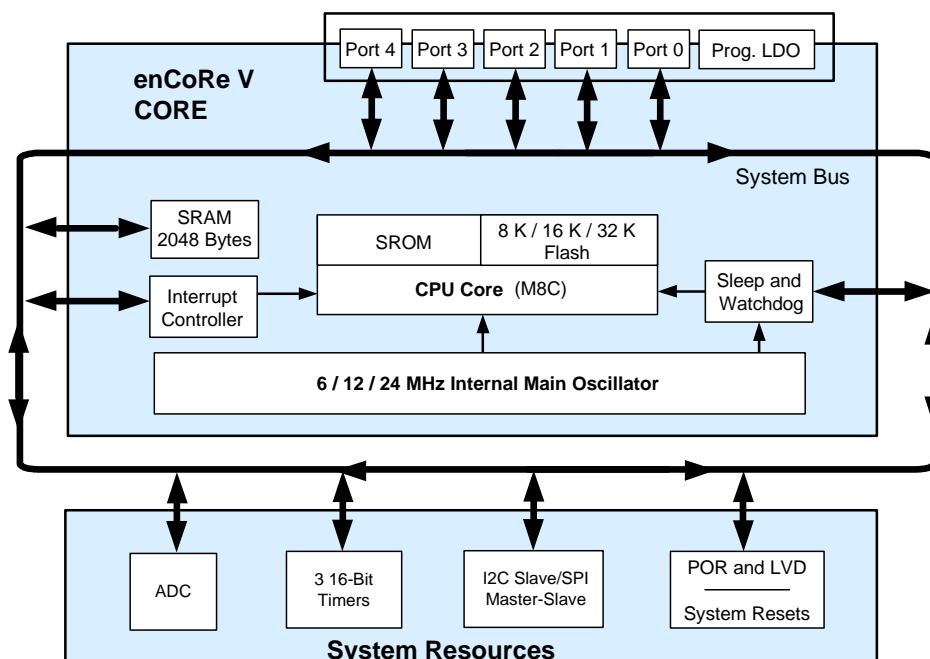 Port 4
Port 3
Port 2
Port 1
Port 0
Prog. LDO
enCoRe V
CORE
System Bus
SRAM
2048 Bytes
SROM
8 K / 16 K / 32 K
Flash
CPU Core (M8C)
Interrupt
Controller
Sleep and
Watchdog
6 / 12 / 24 MHz Internal Main Oscillator
ADC
3 16-Bit
Timers
I2C Slave/SPI
Master-Slave
POR and LVD
System Resets
System Resources